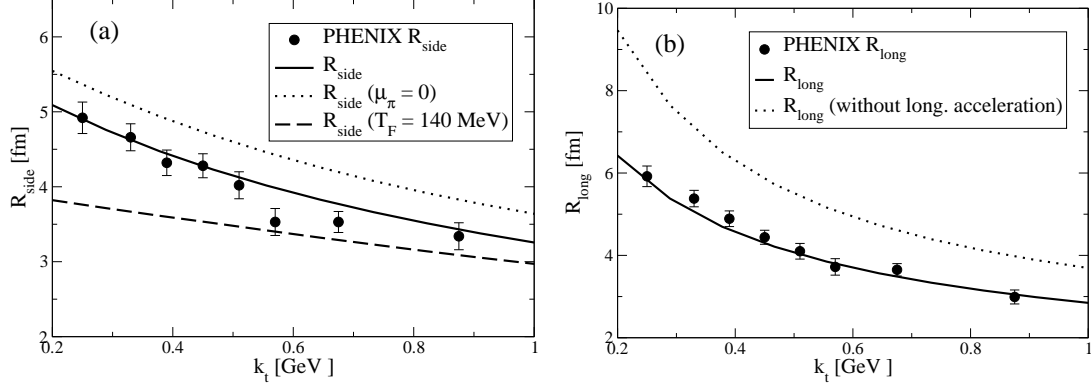 (a)
PHENIX R_side
R_side
R_side (μ_π = 0)
R_side (T_F = 140 MeV)
6
5
4
3
2
R_side [fm]
0.2 0.4 0.6 0.8 1
k_t [GeV]
(b)
PHENIX R_long
R_long
R_long (without long. acceleration)
10
8
6
4
2
R_long [fm]
0.2 0.4 0.6 0.8 1
k_t [GeV]